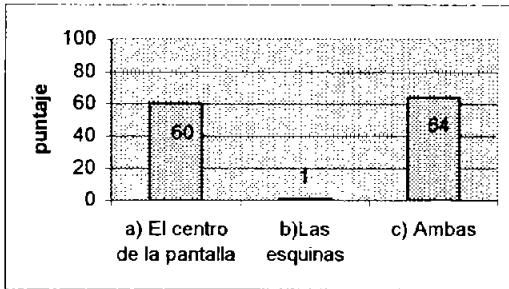 puntaje
100
80
60
40
20
0
60
1
64
a) El centro
de la pantalla
b)Las
esquinas
c) Ambas